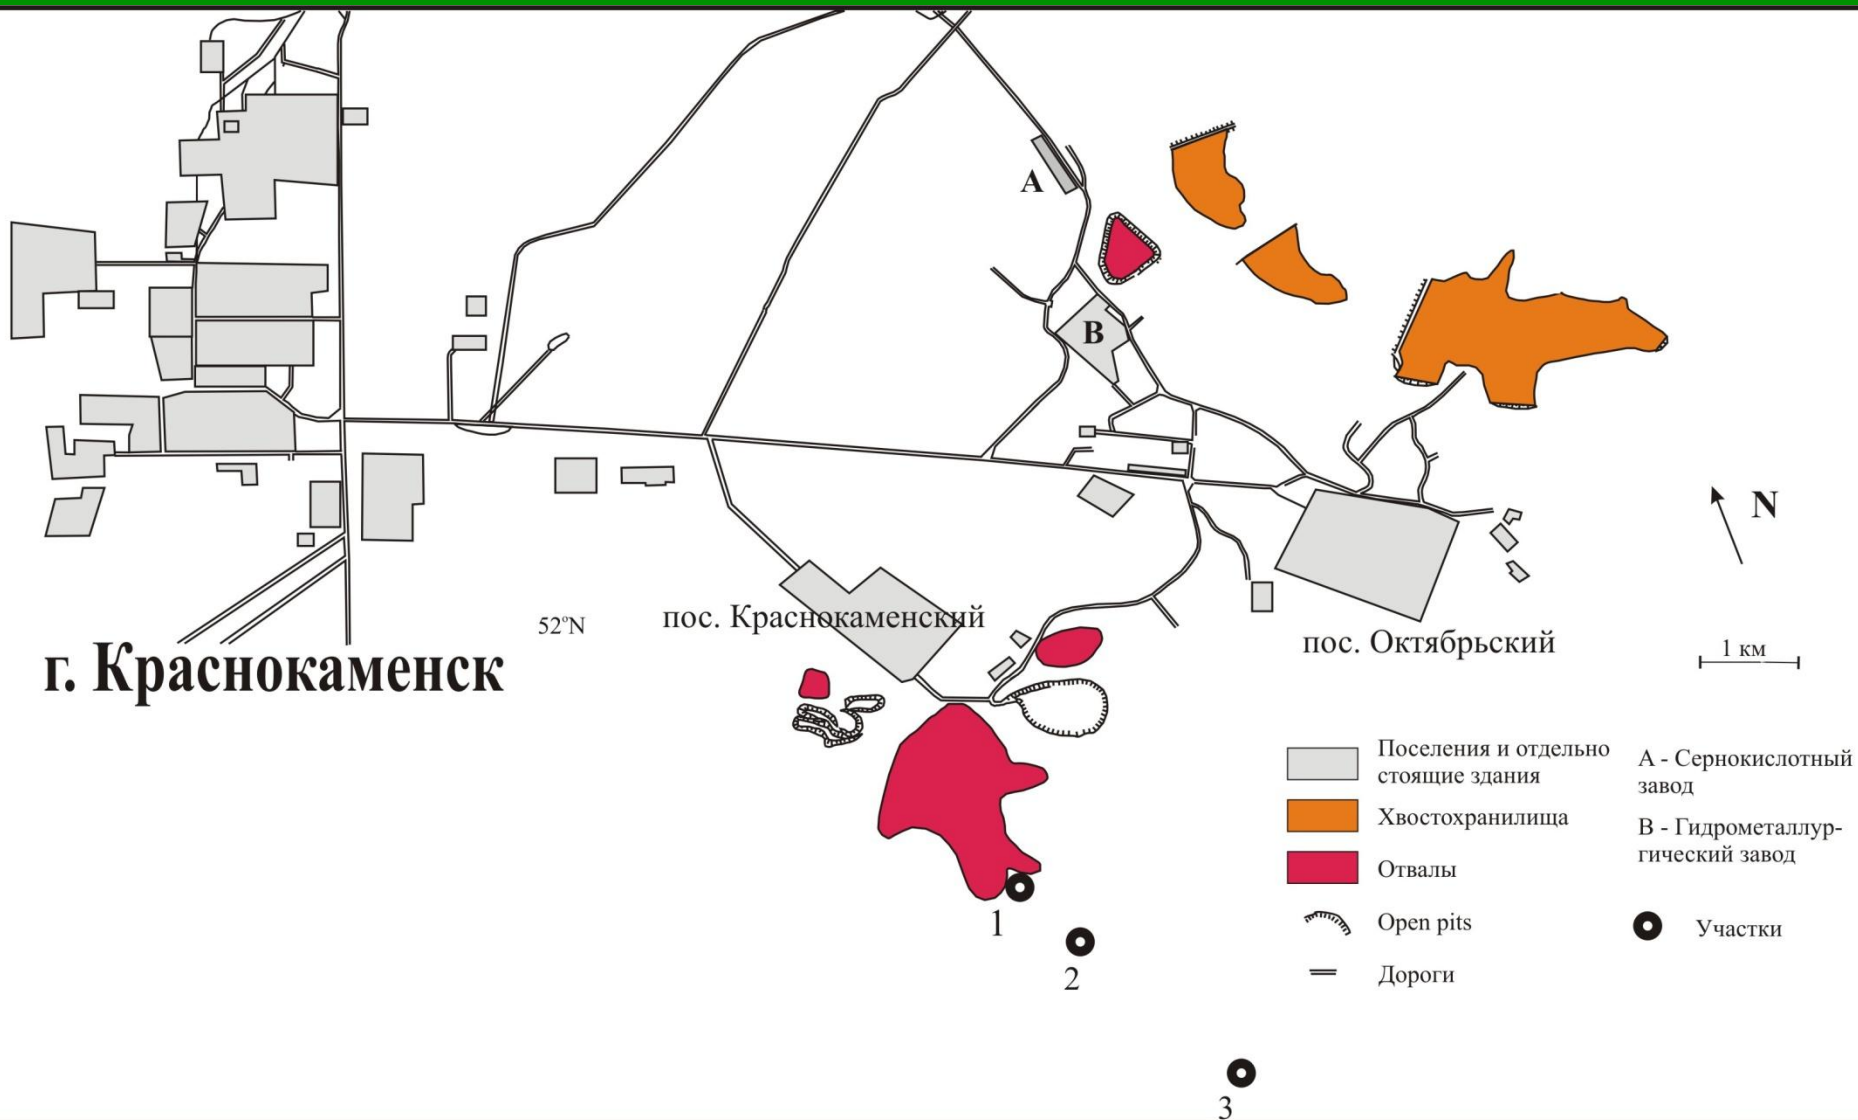 A
B
N
52°N
пос. Краснокаменский
г. Краснокаменск
пос. Октябрьский
1 км
Поселения и отдельно
стоящие здания
Хвостохранилища
Отвалы
Open pits
Дороги
А - Сернокислотный
завод
В - Гидрометаллур-
гический завод
Участки
1
2
3